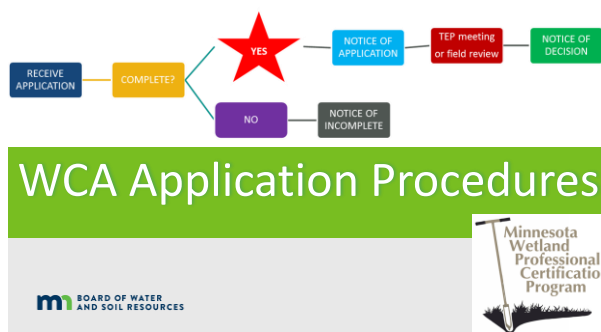 RECEIVE
APPLICATION
COMPLETE?
YES
NOTICE OF
APPLICATION
TEP meeting
or field review
NOTICE OF
DECISION
NO
NOTICE OF
INCOMPLETE
WCA Application Procedures
Minnesota
Wetland
Professional
Certificatio
Program
mn BOARD OF WATER
AND SOIL RESOURCES